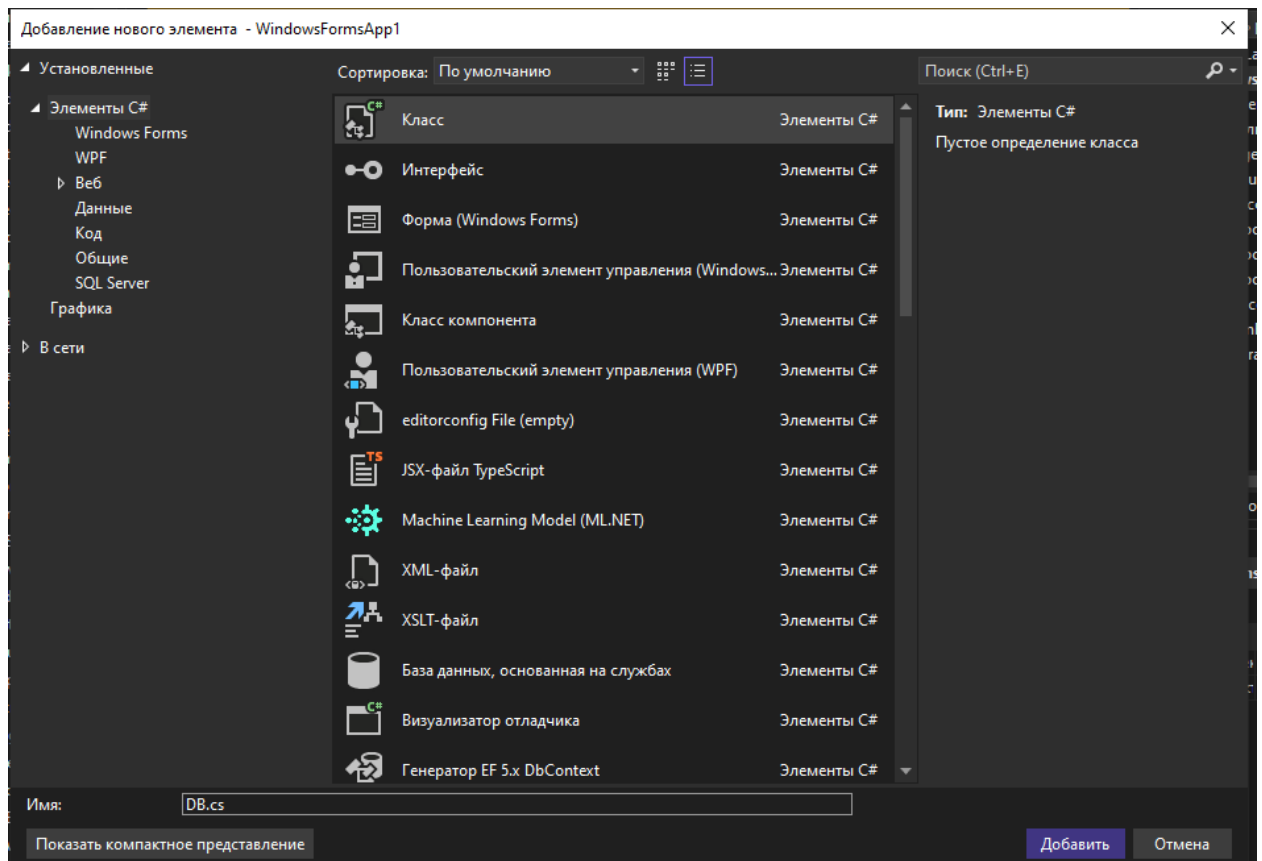 Добавление нового элемента - WindowsFormsApp1
Установленные
Сортировка: По умолчанию
Поиск (Ctrl+E)
Элементы C#
Windows Forms
WPF
Веб
Данные
Код
Общие
SQL Server
Графика
В сети
C# Класс Элементы C#
Интерфейс Элементы C#
Форма (Windows Forms) Элементы C#
Пользовательский элемент управления (Windows... Элементы C#
Класс компонента Элементы C#
Пользовательский элемент управления (WPF) Элементы C#
editorconfig File (empty) Элементы C#
TS JSX-файл TypeScript Элементы C#
Machine Learning Model (ML.NET) Элементы C#
XML-файл Элементы C#
XSLT-файл Элементы C#
База данных, основанная на службах Элементы C#
C# Визуализатор отладчика Элементы C#
Генератор EF 5.x DbContext Элементы C#
Тип: Элементы C#
Пустое определение класса
Имя: DB.cs
Показать компактное представление
Добавить Отмена